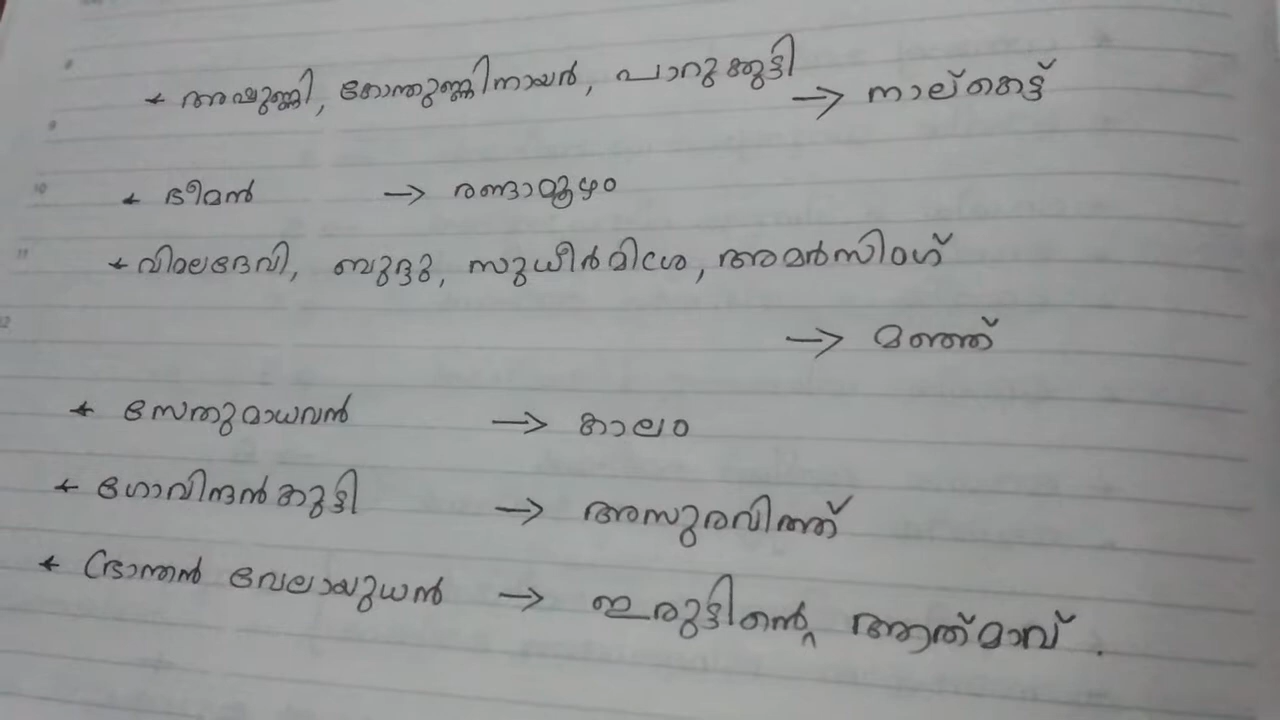 * അപ്പുണ്ണി, കോന്തുണ്ണിനായർ, പാറുക്കുട്ടി → നാല്കെട്ട്
* ഭീമൻ → രണ്ടാമൂഴം
* വിമലദേവി, ബുദ്ദു, സുധീർമിശ്ര, അമർസിംഗ്
→ മഞ്ഞ്
* സേതുമാധവൻ → കാലം
* ഗോവിന്ദൻകുട്ടി → അസുരവിത്ത്
* ഭ്രാന്തൻ വേലായുധൻ → ഇരുട്ടിന്റെ ആത്മാവ്.